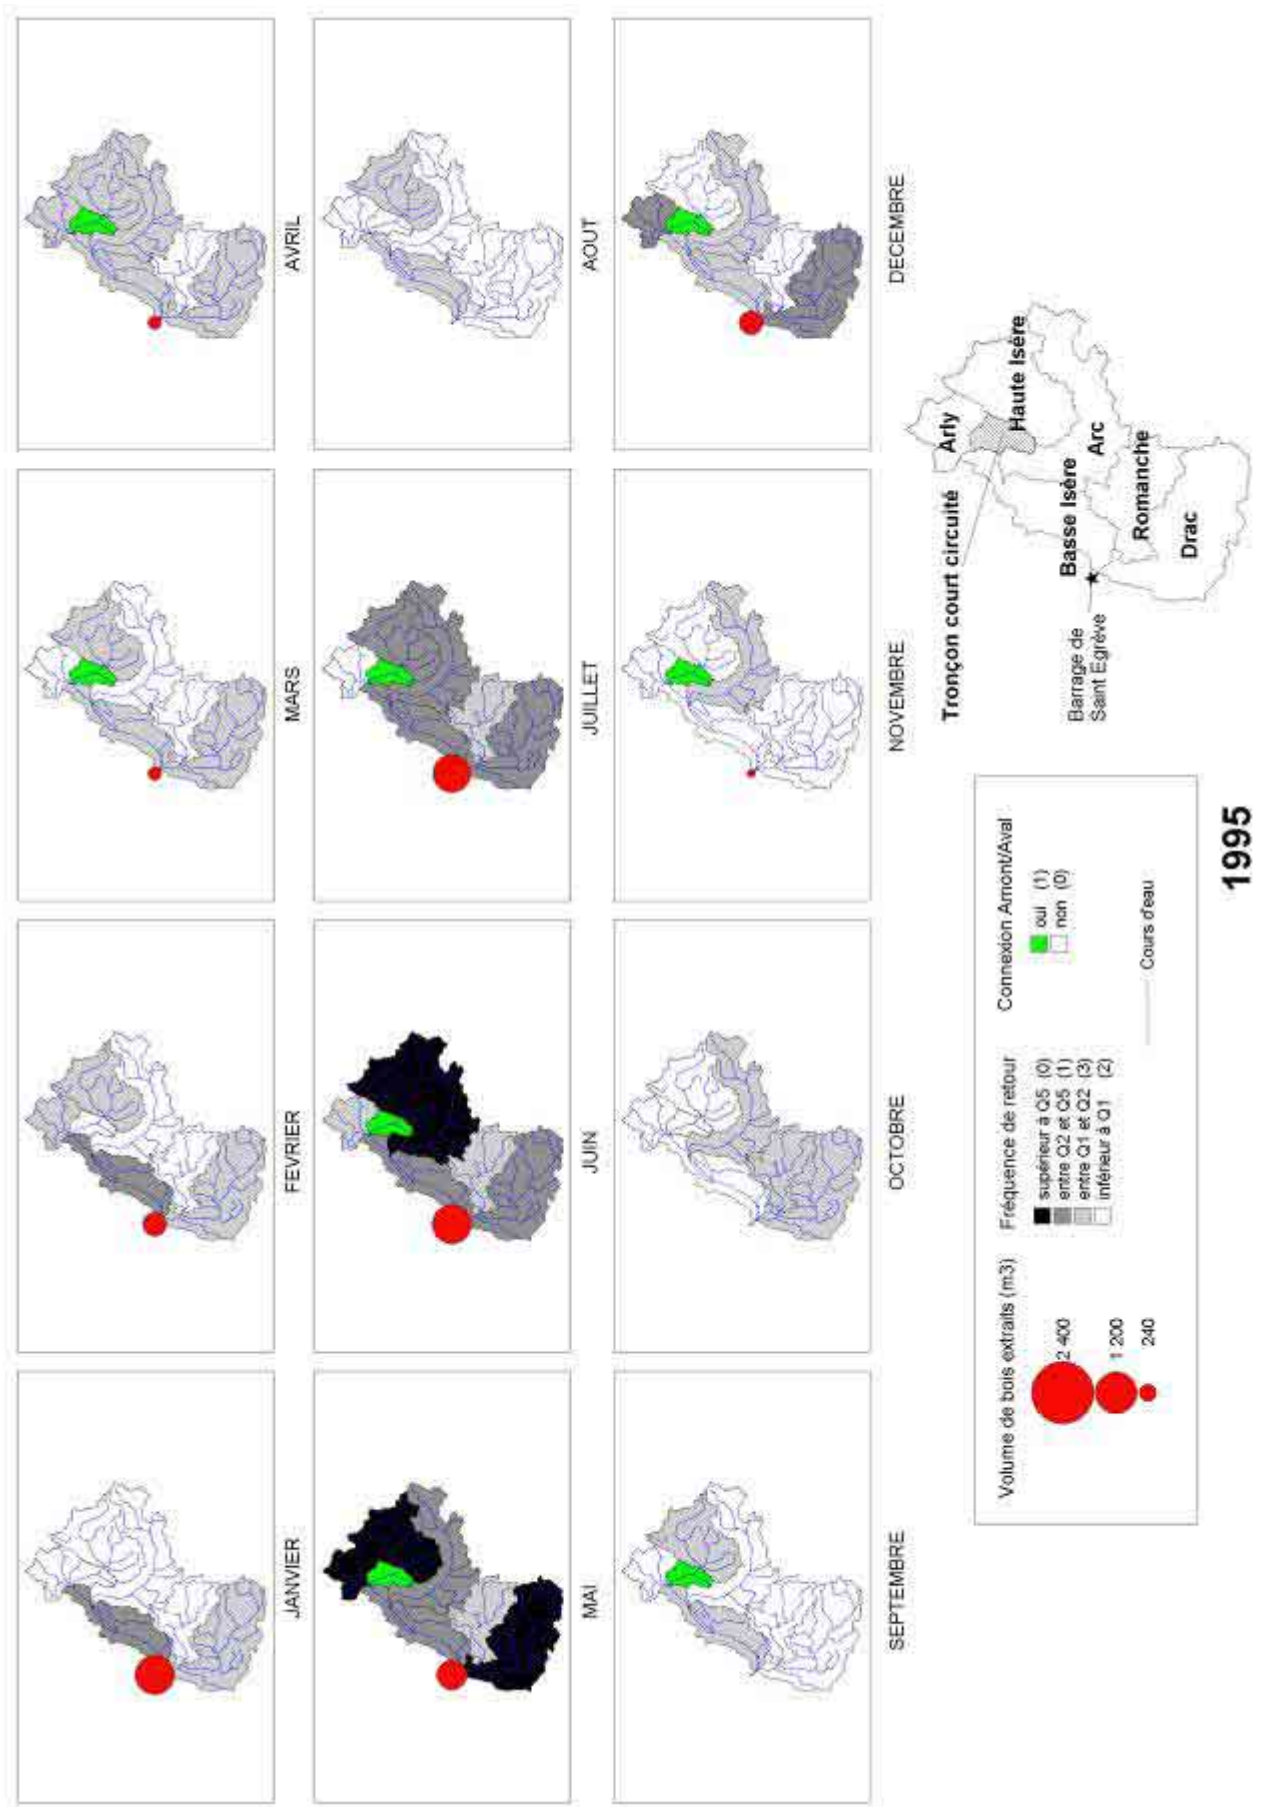 JANVIER
FEVRIER
MARS
AVRIL
MAI
JUIN
JUILLET
AOUT
SEPTEMBRE
OCTOBRE
NOVEMBRE
DECEMBRE
Volume de bois extraits (m3)
2 400
1 200
240
Fréquence de retour
supérieur à Q5 (0)
entre Q2 et Q5 (1)
entre Q1 et Q2 (3)
inférieur à Q1 (2)
Connexion Amont/Aval
oui (1)
non (0)
Cours d'eau
Tronçon court circuité
Arly
Haute Isère
Basse Isère
Arc
Romanche
Drac
Barrage de
Saint Egrève
1995